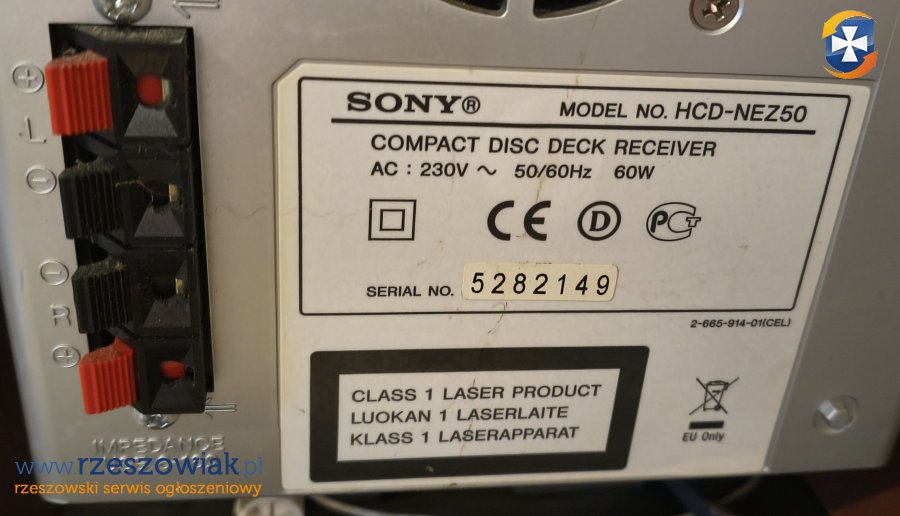 SONY® MODEL NO. HCD-NEZ50
COMPACT DISC DECK RECEIVER
AC : 230V ～ 50/60Hz 60W
CE D PCT
SERIAL NO. 5282149
2-665-914-01(CEL)
CLASS 1 LASER PRODUCT
LUOKAN 1 LASERLAITE
KLASS 1 LASERAPPARAT
EU Only
+
L
−
−
R
+
IMPEDANCE
www.rzeszowiak.pl
rzeszowski serwis ogłoszeniowy